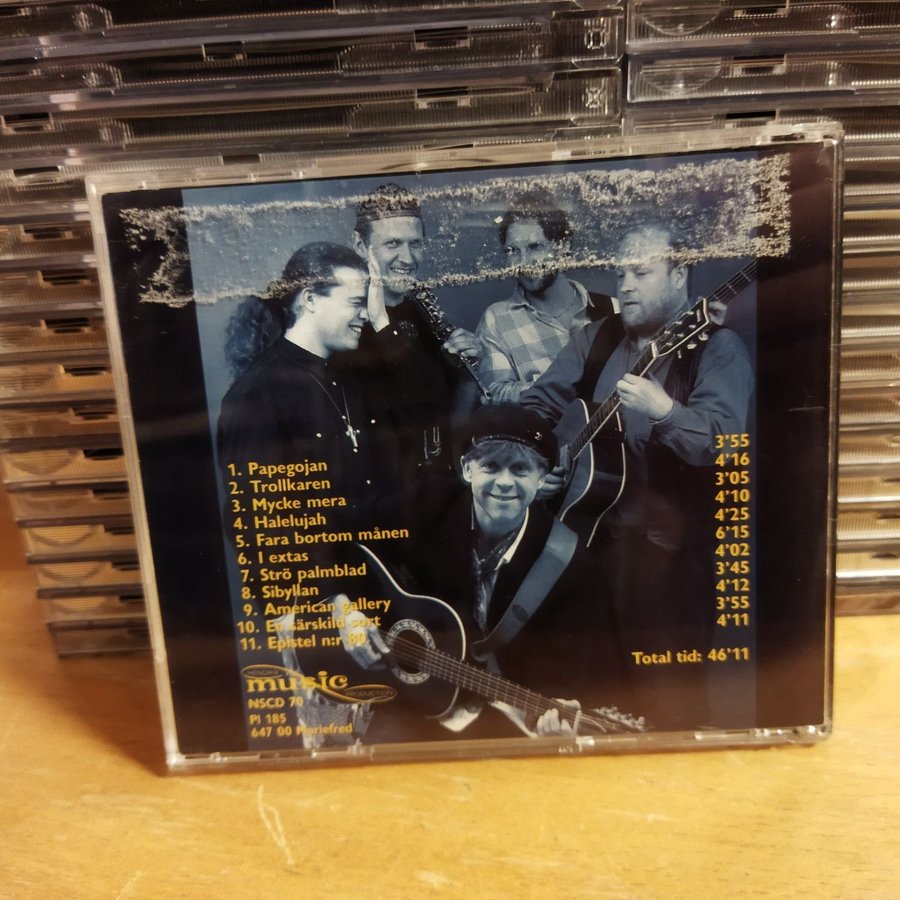 1. Papegojan 3'55
2. Trollkaren 4'16
3. Mycke mera 3'05
4. Halelujah 4'10
5. Fara bortom månen 4'25
6. I extas 6'15
7. Strö palmblad 4'02
8. Sibyllan 3'45
9. American gallery 4'12
10. En särskild sort 3'55
11. Epistel n:r 80 4'11
Total tid: 46'11
music
PRODUCTION
NSCD 70
Pl 185
647 00 Mariefred